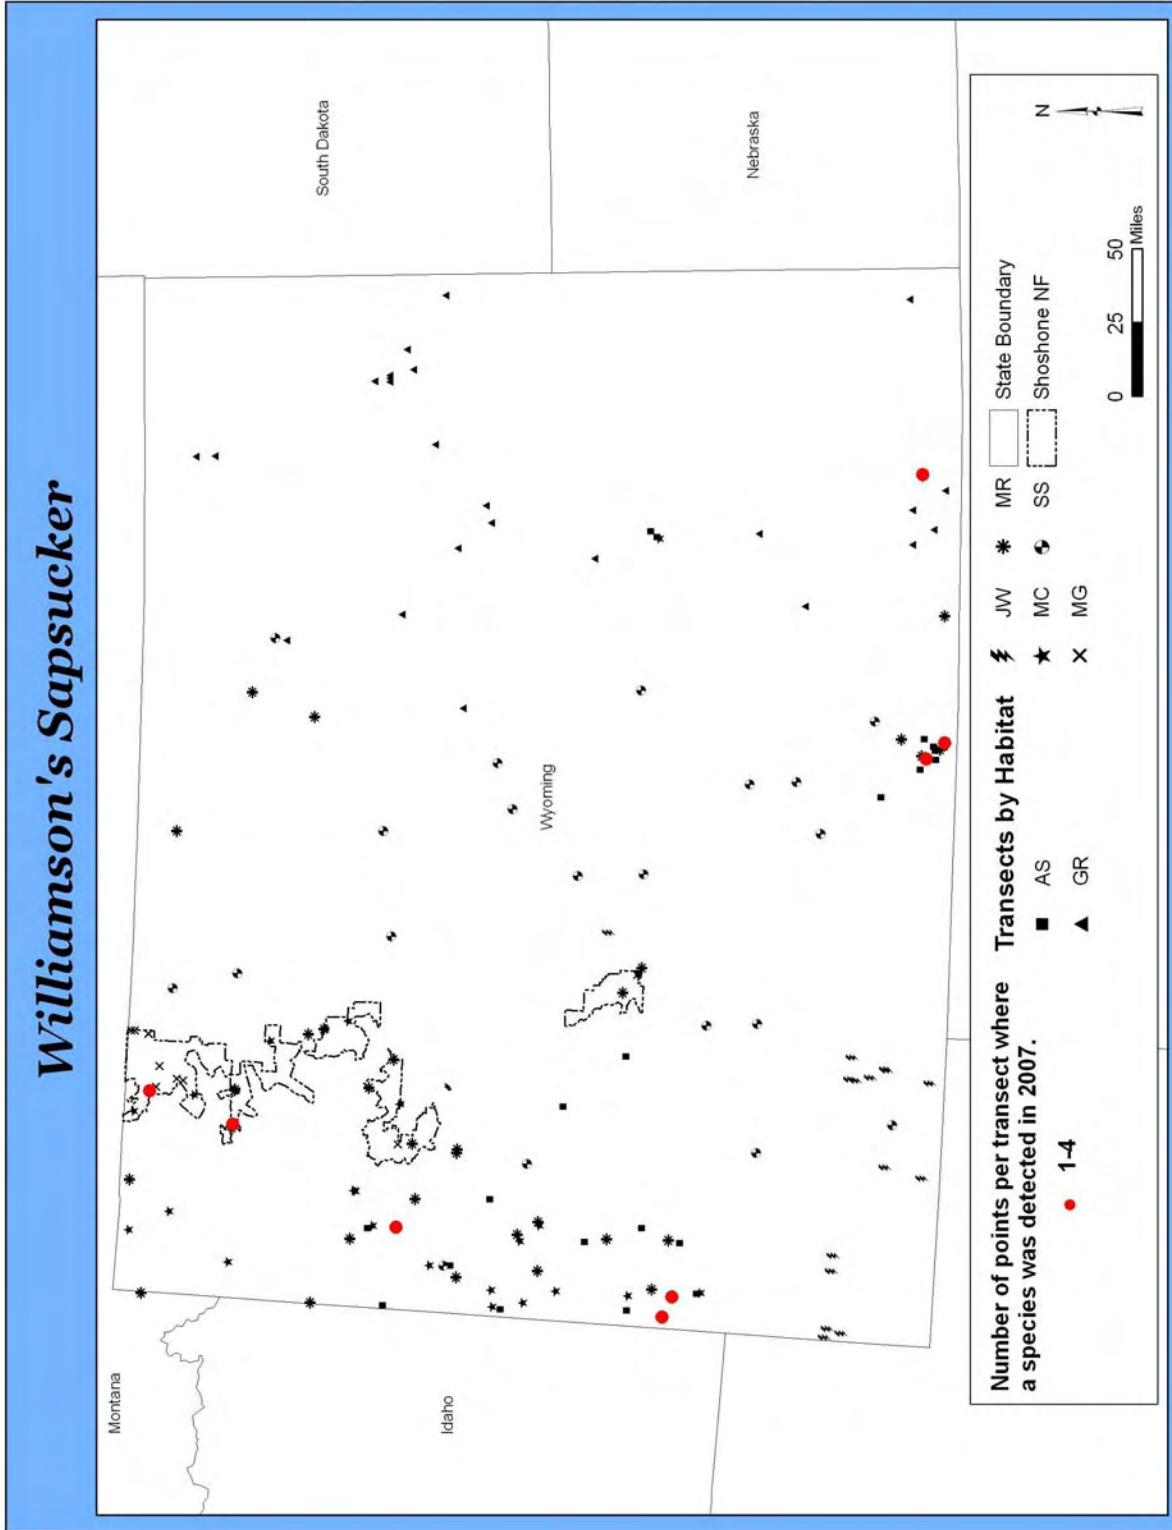 Williamson's Sapsucker
Montana
South Dakota
Idaho
Wyoming
Nebraska
Number of points per transect where
a species was detected in 2007.
1-4
Transects by Habitat
AS
GR
JW
MC
MG
MR
SS
State Boundary
Shoshone NF
0 25 50
Miles
N